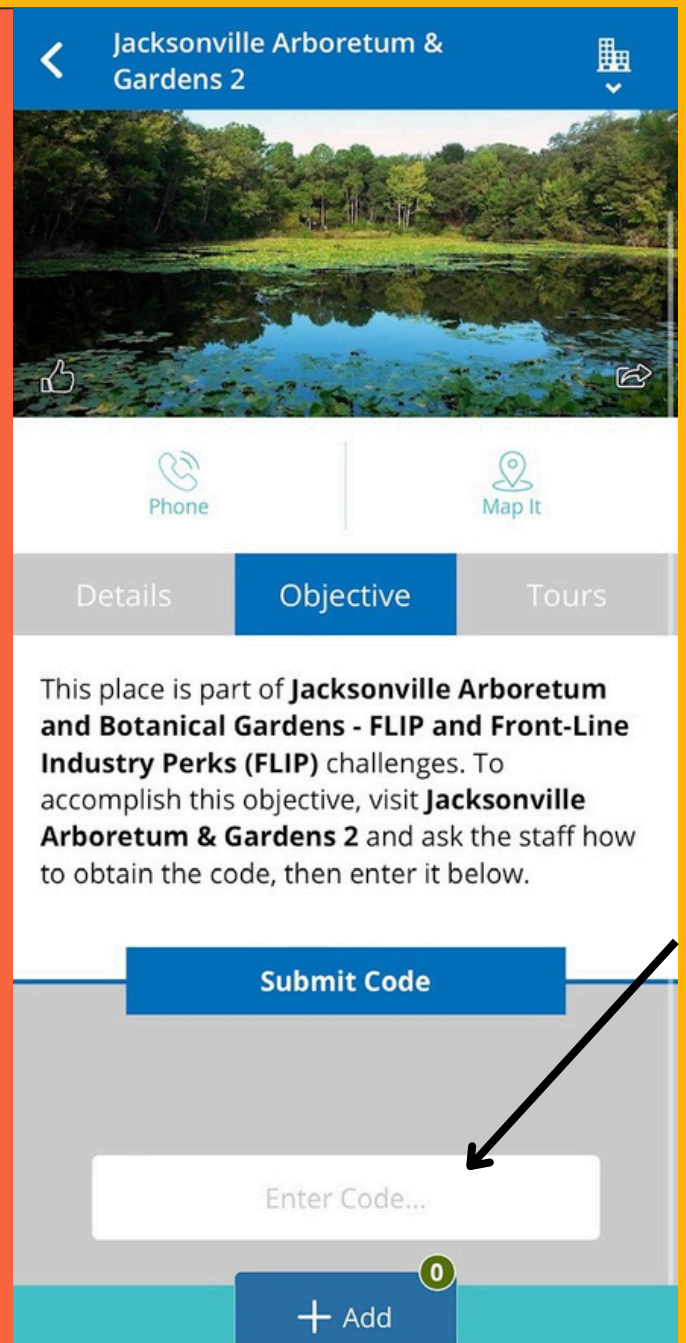 Jacksonville Arboretum &
Gardens 2
Phone
Map It
Details
Objective
Tours
This place is part of Jacksonville Arboretum
and Botanical Gardens - FLIP and Front-Line
Industry Perks (FLIP) challenges. To
accomplish this objective, visit Jacksonville
Arboretum & Gardens 2 and ask the staff how
to obtain the code, then enter it below.
Submit Code
Enter Code...
0
+ Add